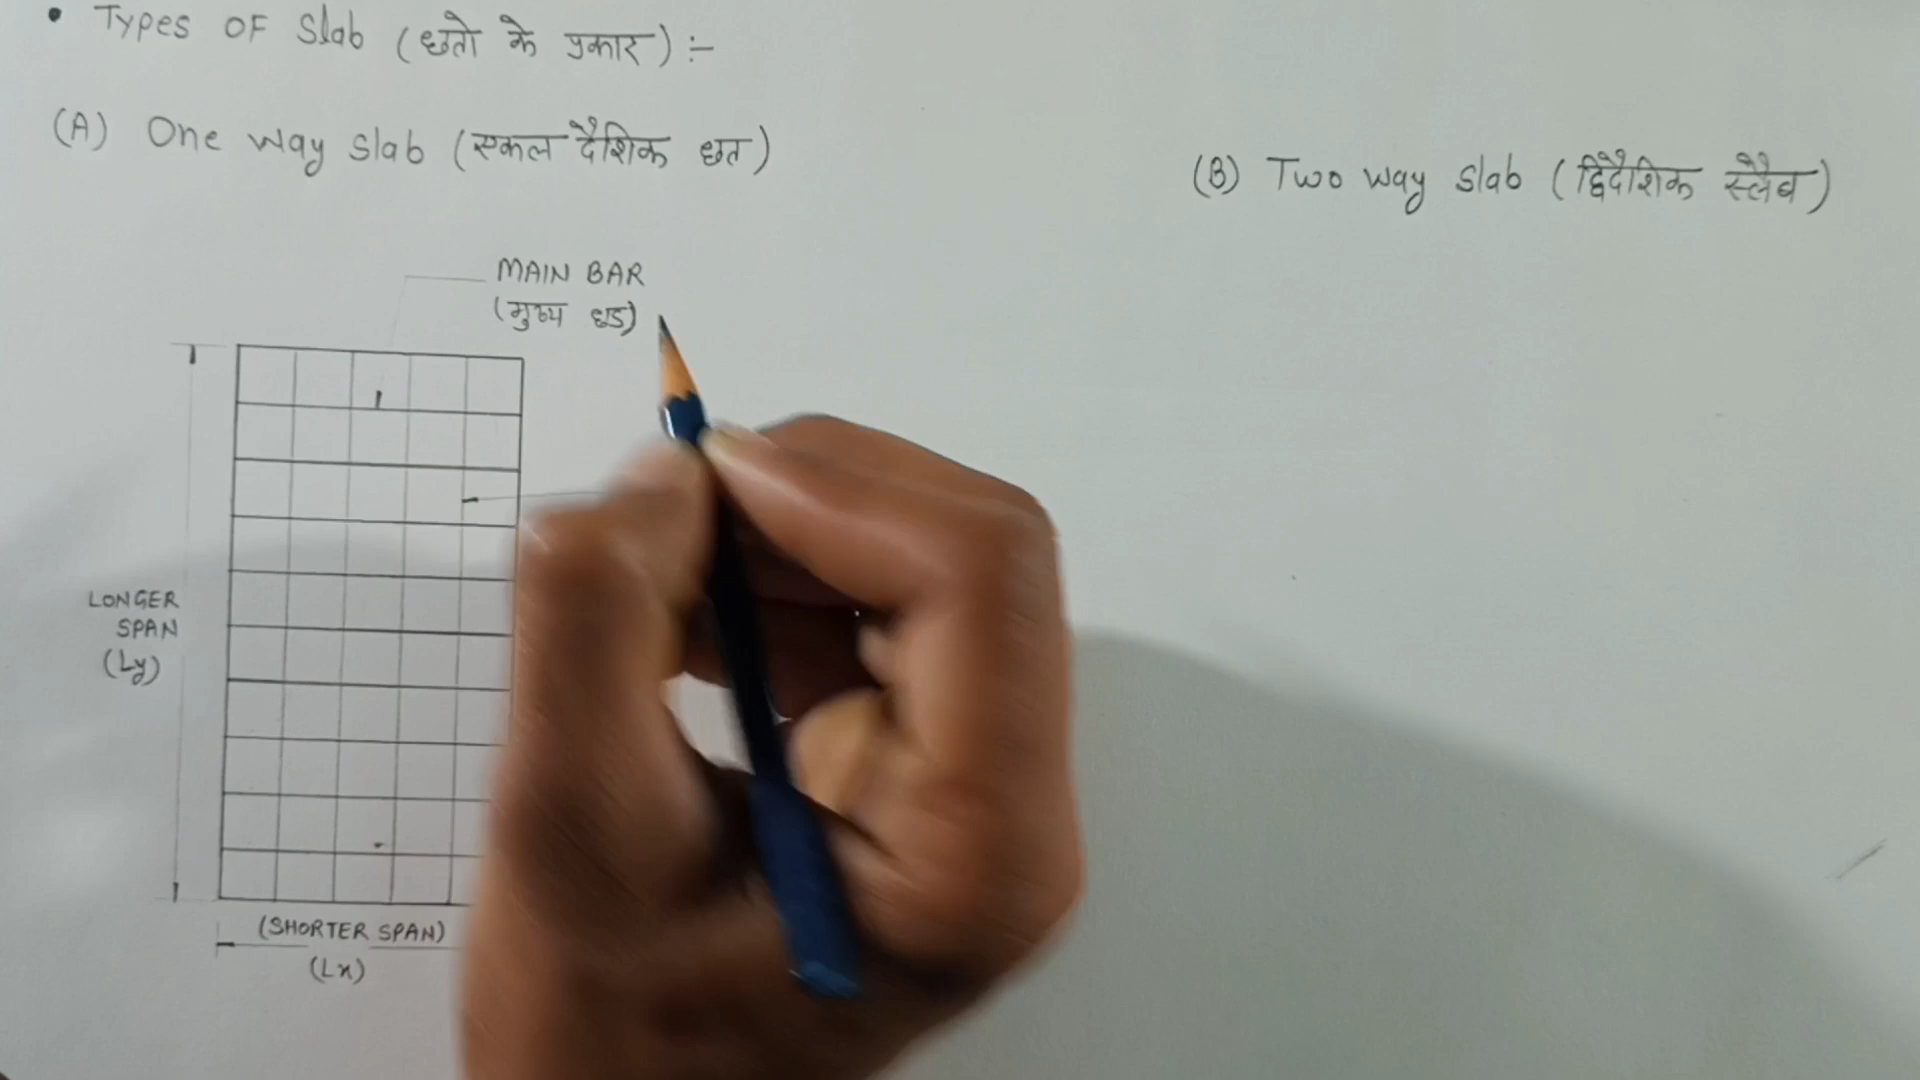 • Types OF Slab (छतो के प्रकार) :-
(A) One way slab (एकल दैशिक छत)
(B) Two way slab (द्विदैशिक स्लैब)
MAIN BAR
(मुख्य छड)
LONGER
SPAN
(Ly)
(SHORTER SPAN)
(Lx)